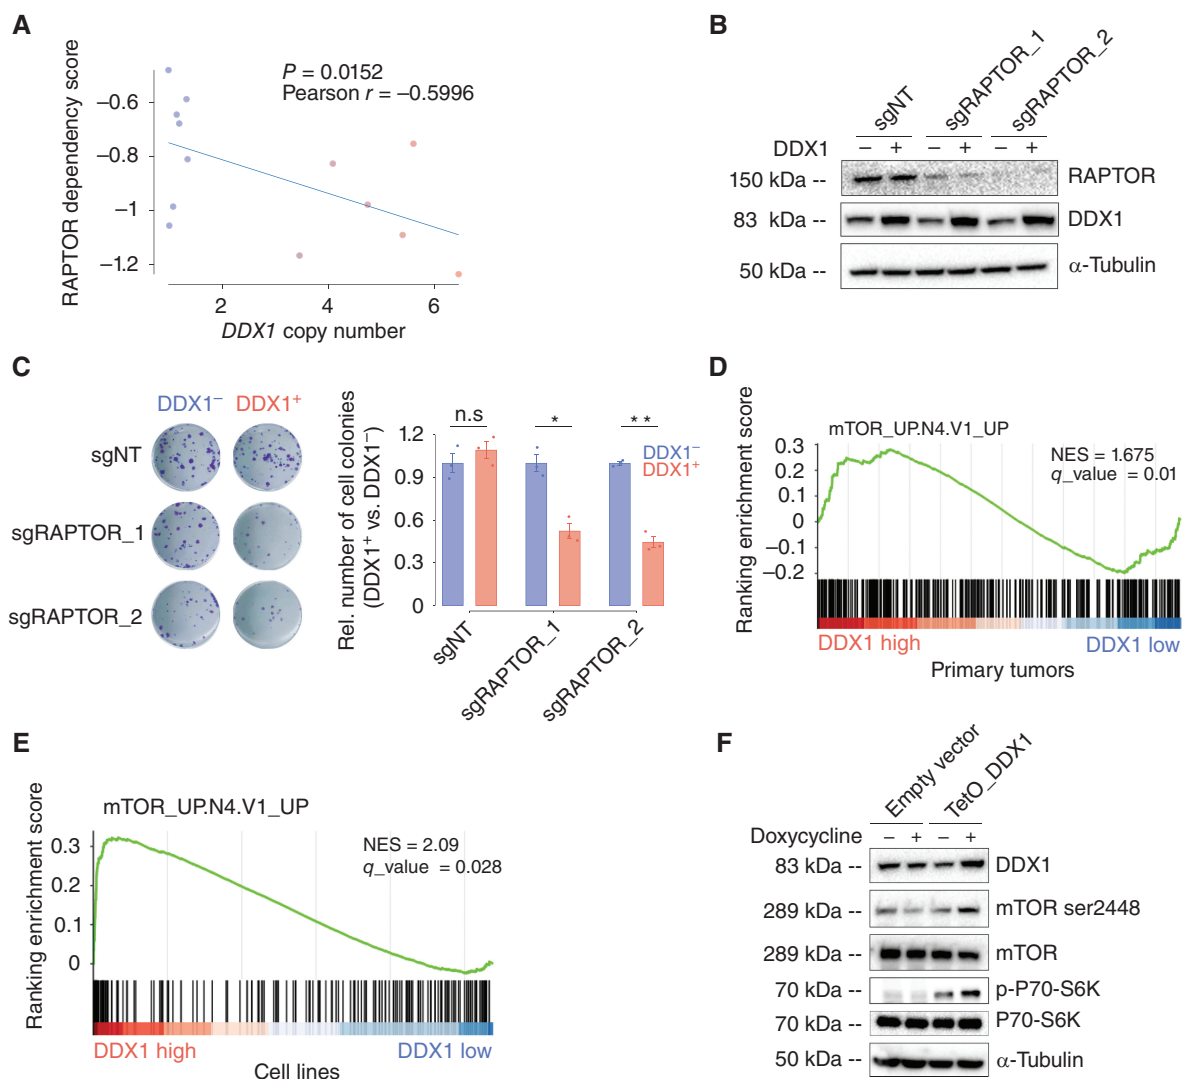 A
RAPTOR dependency score
–0.6
–0.8
–1
–1.2
P = 0.0152
Pearson r = –0.5996
2
4
6
DDX1 copy number
B
sgNT
sgRAPTOR_1
sgRAPTOR_2
DDX1
– + – + – +
150 kDa --
RAPTOR
83 kDa --
DDX1
50 kDa --
α-Tubulin
C
DDX1–
DDX1+
sgNT
sgRAPTOR_1
sgRAPTOR_2
Rel. number of cell colonies
(DDX1+ vs. DDX1–)
1.2
0.9
0.6
0.3
0
n.s
*
**
DDX1–
DDX1+
sgNT
sgRAPTOR_1
sgRAPTOR_2
D
Ranking enrichment score
mTOR_UP.N4.V1_UP
0.3
0.2
0.1
0
–0.1
–0.2
NES = 1.675
q_value = 0.01
DDX1 high
DDX1 low
Primary tumors
E
Ranking enrichment score
mTOR_UP.N4.V1_UP
0.3
0.2
0.1
0
NES = 2.09
q_value = 0.028
DDX1 high
DDX1 low
Cell lines
F
Empty vector
TetO_DDX1
Doxycycline
– + – +
83 kDa --
DDX1
289 kDa --
mTOR ser2448
289 kDa --
mTOR
70 kDa --
p-P70-S6K
70 kDa --
P70-S6K
50 kDa --
α-Tubulin